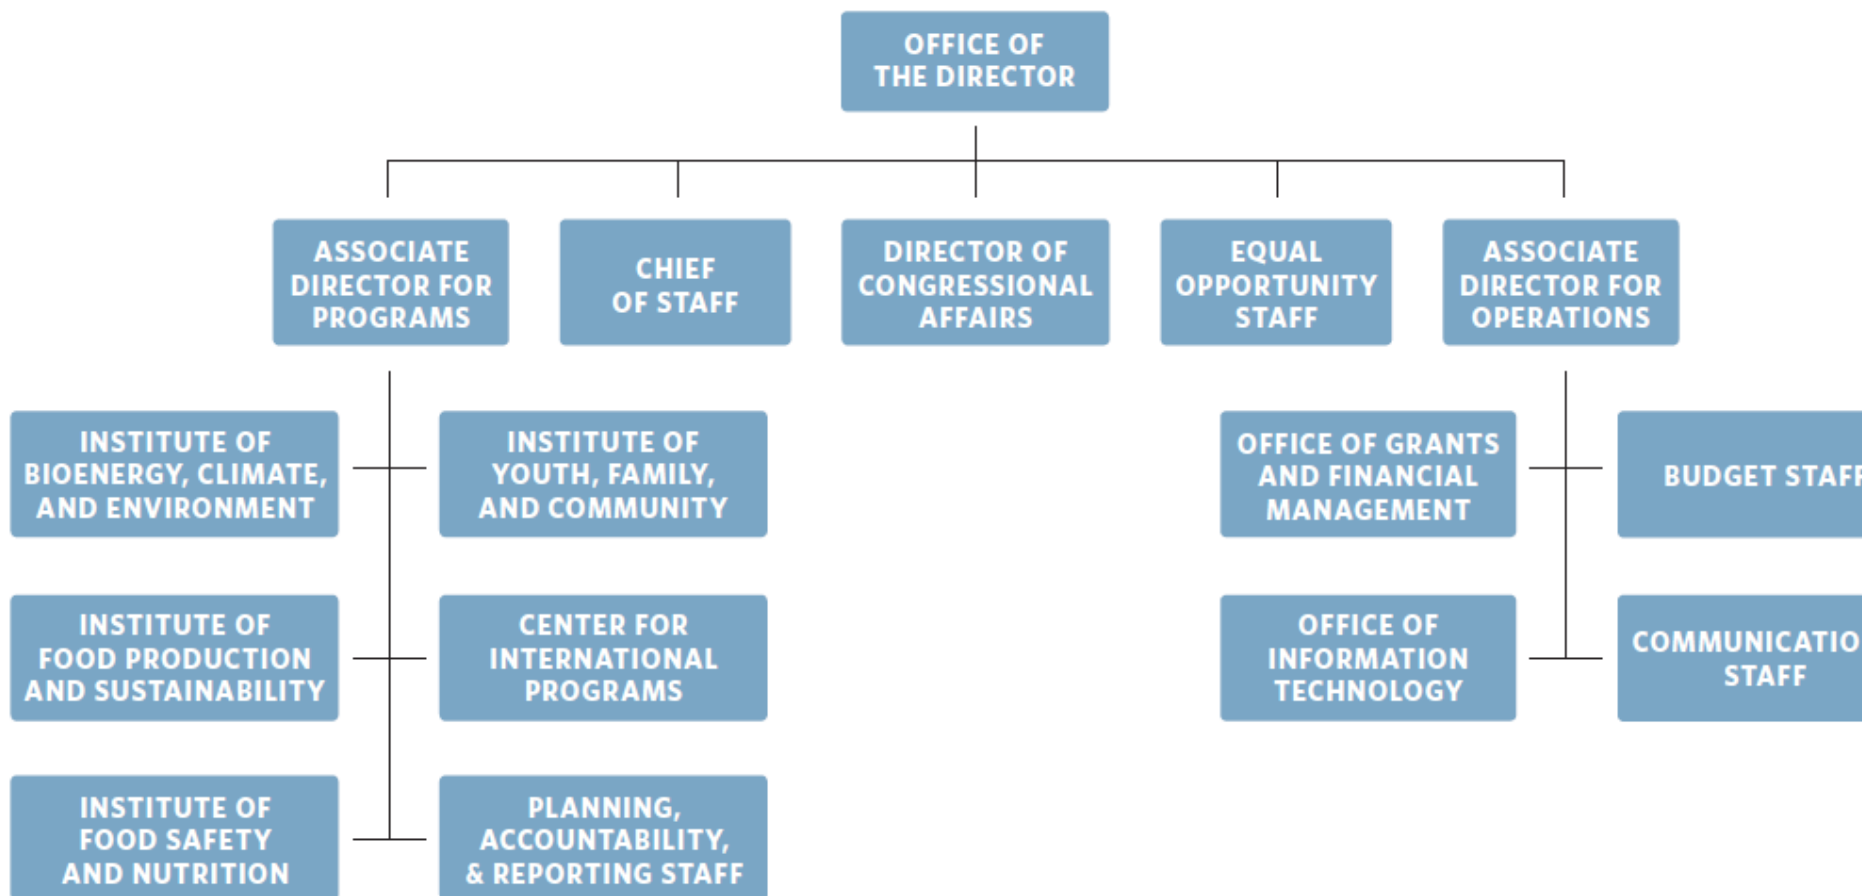 OFFICE OF
THE DIRECTOR
ASSOCIATE
DIRECTOR FOR
PROGRAMS
CHIEF
OF STAFF
DIRECTOR OF
CONGRESSIONAL
AFFAIRS
EQUAL
OPPORTUNITY
STAFF
ASSOCIATE
DIRECTOR FOR
OPERATIONS
INSTITUTE OF
BIOENERGY, CLIMATE,
AND ENVIRONMENT
INSTITUTE OF
YOUTH, FAMILY,
AND COMMUNITY
OFFICE OF GRANTS
AND FINANCIAL
MANAGEMENT
BUDGET STAFF
INSTITUTE OF
FOOD PRODUCTION
AND SUSTAINABILITY
CENTER FOR
INTERNATIONAL
PROGRAMS
OFFICE OF
INFORMATION
TECHNOLOGY
COMMUNICATIO
STAFF
INSTITUTE OF
FOOD SAFETY
AND NUTRITION
PLANNING,
ACCOUNTABILITY,
& REPORTING STAFF